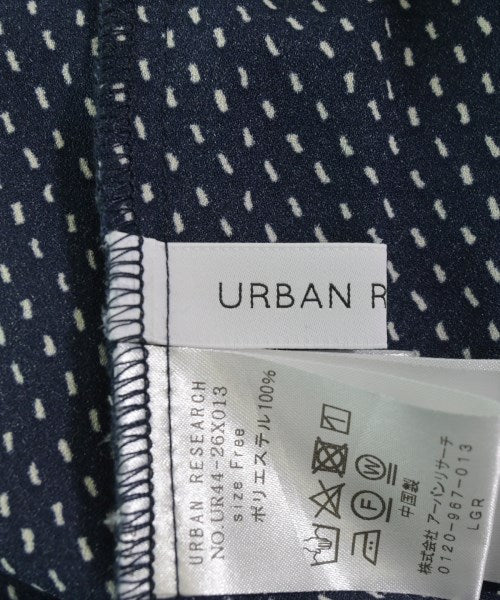 URBAN R
URBAN RESEARCH
NO.UR44-26X013
size Free
ポリエステル100%
中国製
株式会社 アーバンリサーチ
0120-967-013
LGR